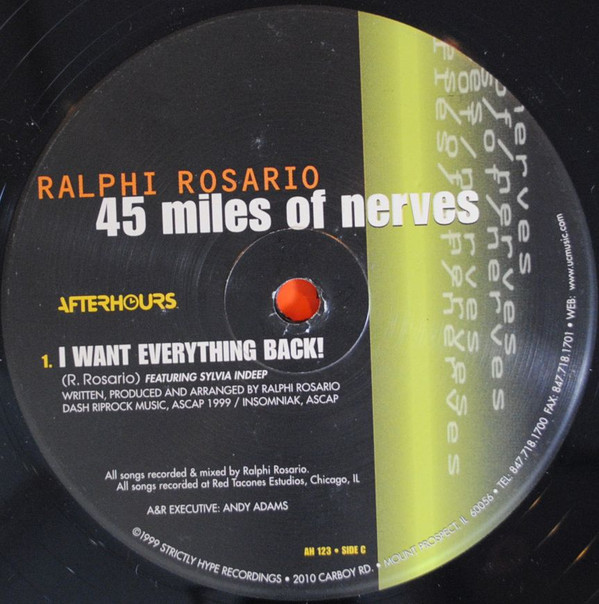 RALPHI ROSARIO
45 miles of nerves
AFTERHOURS
1. I WANT EVERYTHING BACK!
(R. Rosario) FEATURING SYLVIA INDEEP
WRITTEN, PRODUCED AND ARRANGED BY RALPHI ROSARIO
DASH RIPROCK MUSIC, ASCAP 1999 / INSOMNIAK, ASCAP
All songs recorded & mixed by Ralphi Rosario.
All songs recorded at Red Tacones Estudios, Chicago, IL
A&R EXECUTIVE: ANDY ADAMS
AH 123 • SIDE C
©1999 STRICTLY HYPE RECORDINGS • 2010 CARBOY RD. • MOUNT PROSPECT, IL 60056 • TEL: 847.718.1700 FAX: 847.718.1701 • WEB: www.ucmusic.com